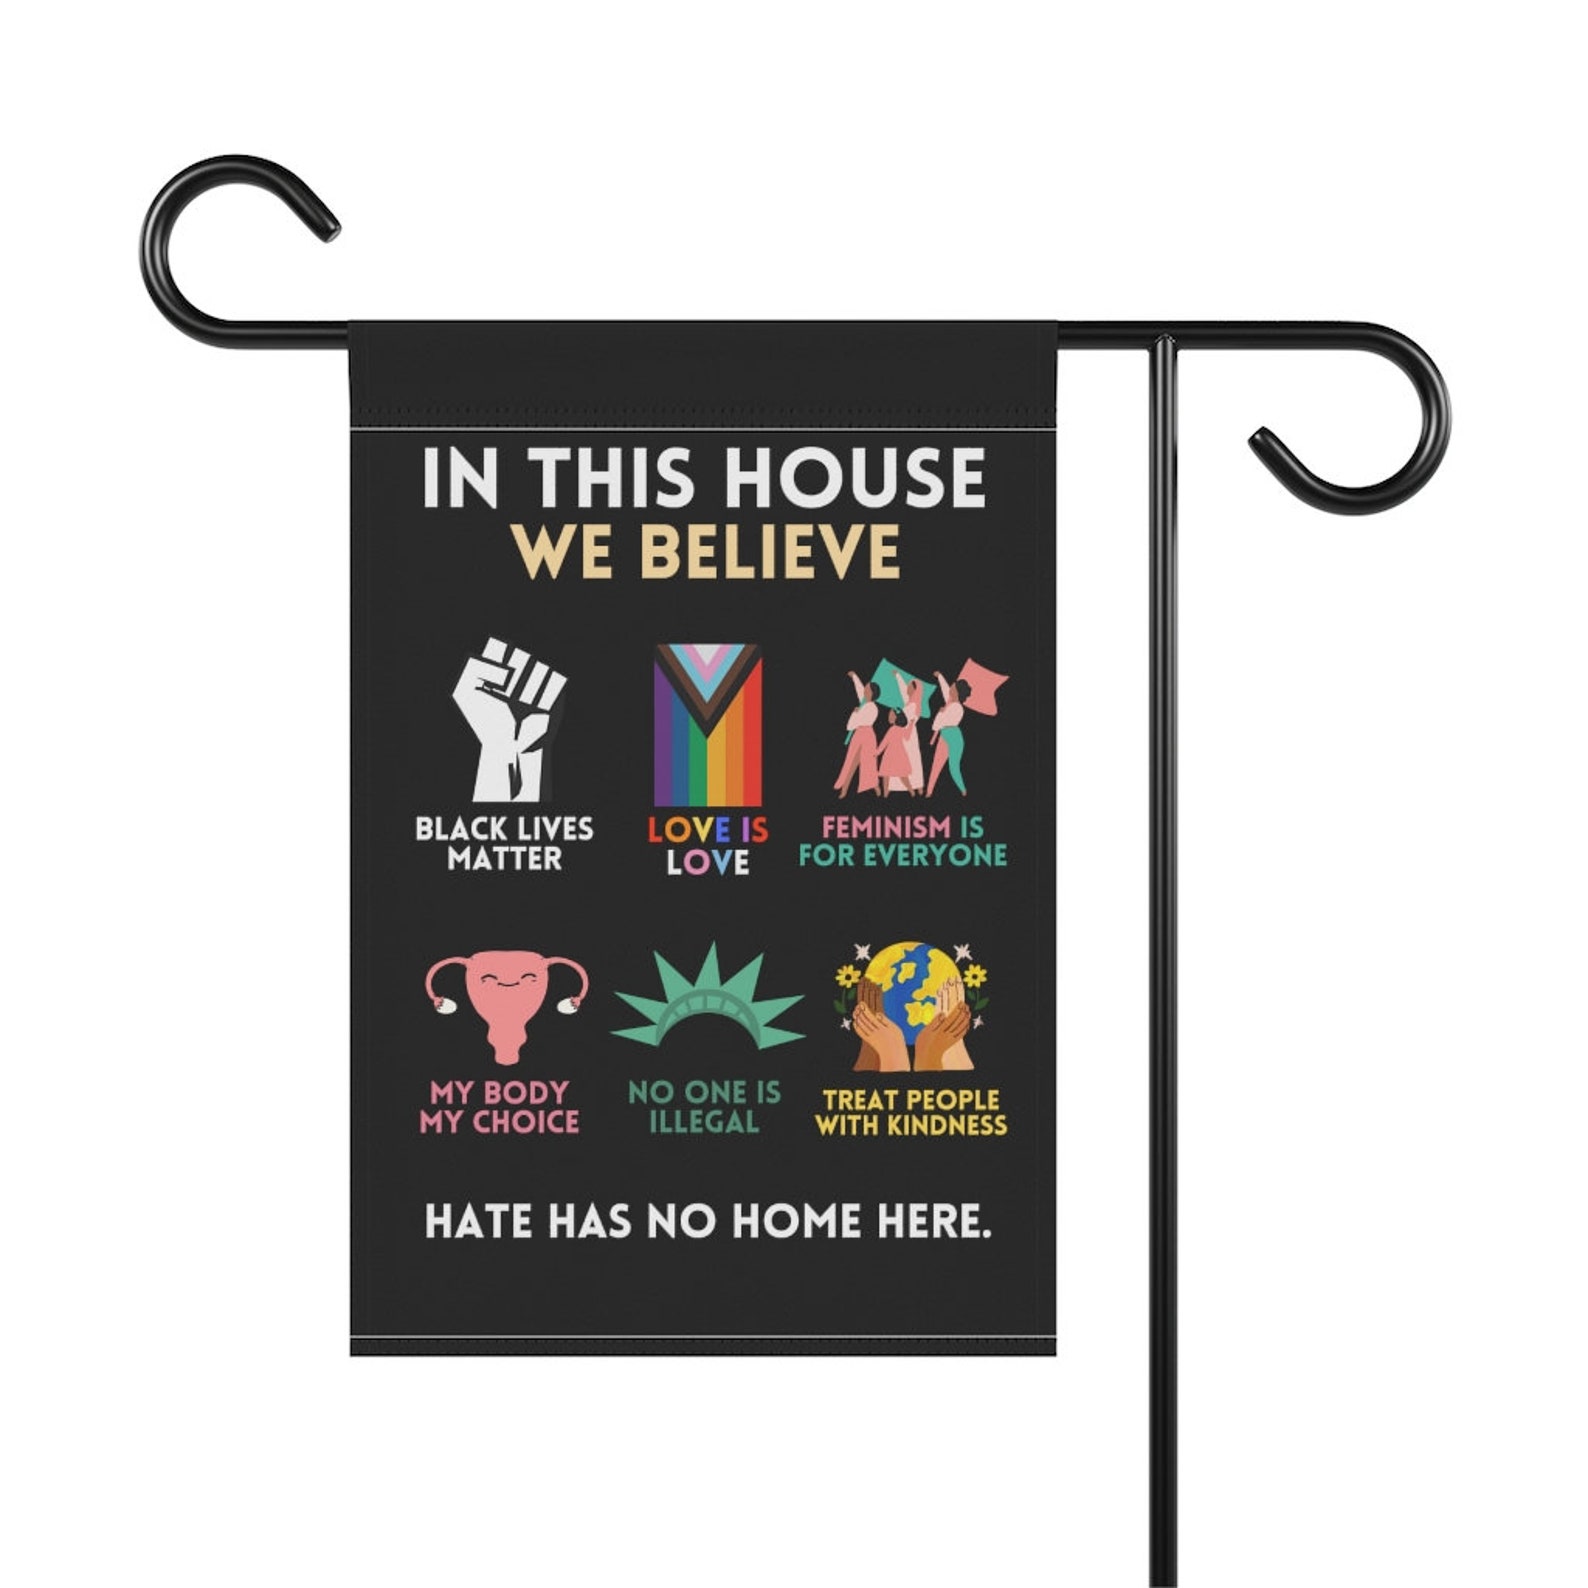 IN THIS HOUSE
WE BELIEVE
BLACK LIVES
MATTER
LOVE IS
LOVE
FEMINISM IS
FOR EVERYONE
MY BODY
MY CHOICE
NO ONE IS
ILLEGAL
TREAT PEOPLE
WITH KINDNESS
HATE HAS NO HOME HERE.